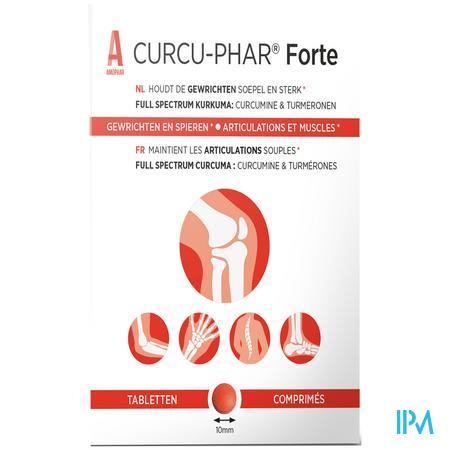 A CURCU-PHAR® Forte
AMOPHAR
NL HOUDT DE GEWRICHTEN SOEPEL EN STERK*
FULL SPECTRUM KURKUMA: CURCUMINE & TURMERONEN
GEWRICHTEN EN SPIEREN* • ARTICULATIONS ET MUSCLES*
FR MAINTIENT LES ARTICULATIONS SOUPLES*
FULL SPECTRUM CURCUMA : CURCUMINE & TURMÉRONES
TABLETTEN COMPRIMÉS
10mm
IPM